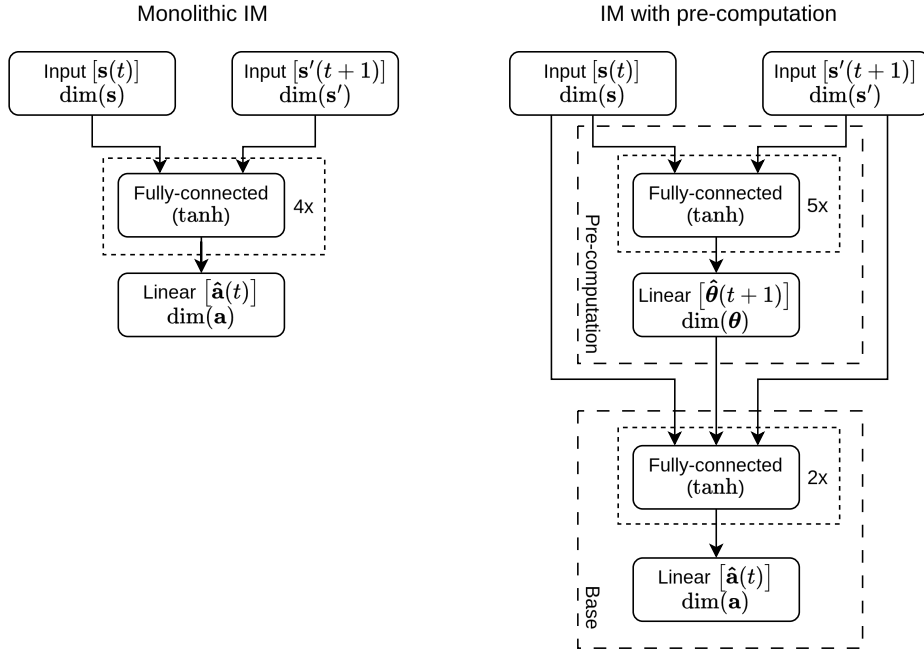 Monolithic IM
Input [s(t)]
dim(s)
Input [s′(t + 1)]
dim(s′)
Fully-connected
(tanh)
4x
Linear [â(t)]
dim(a)
IM with pre-computation
Input [s(t)]
dim(s)
Input [s′(t + 1)]
dim(s′)
Pre-computation
Fully-connected
(tanh)
5x
Linear [θ̂(t + 1)]
dim(θ)
Base
Fully-connected
(tanh)
2x
Linear [â(t)]
dim(a)